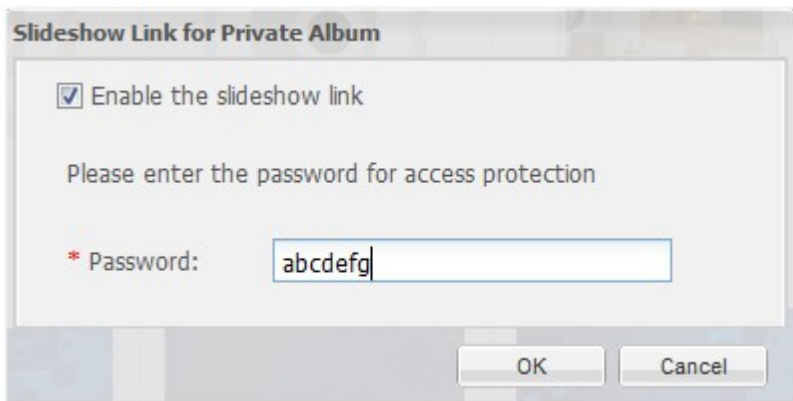 Slideshow Link for Private Album
Enable the slideshow link
Please enter the password for access protection
* Password: abcdefg
OK Cancel